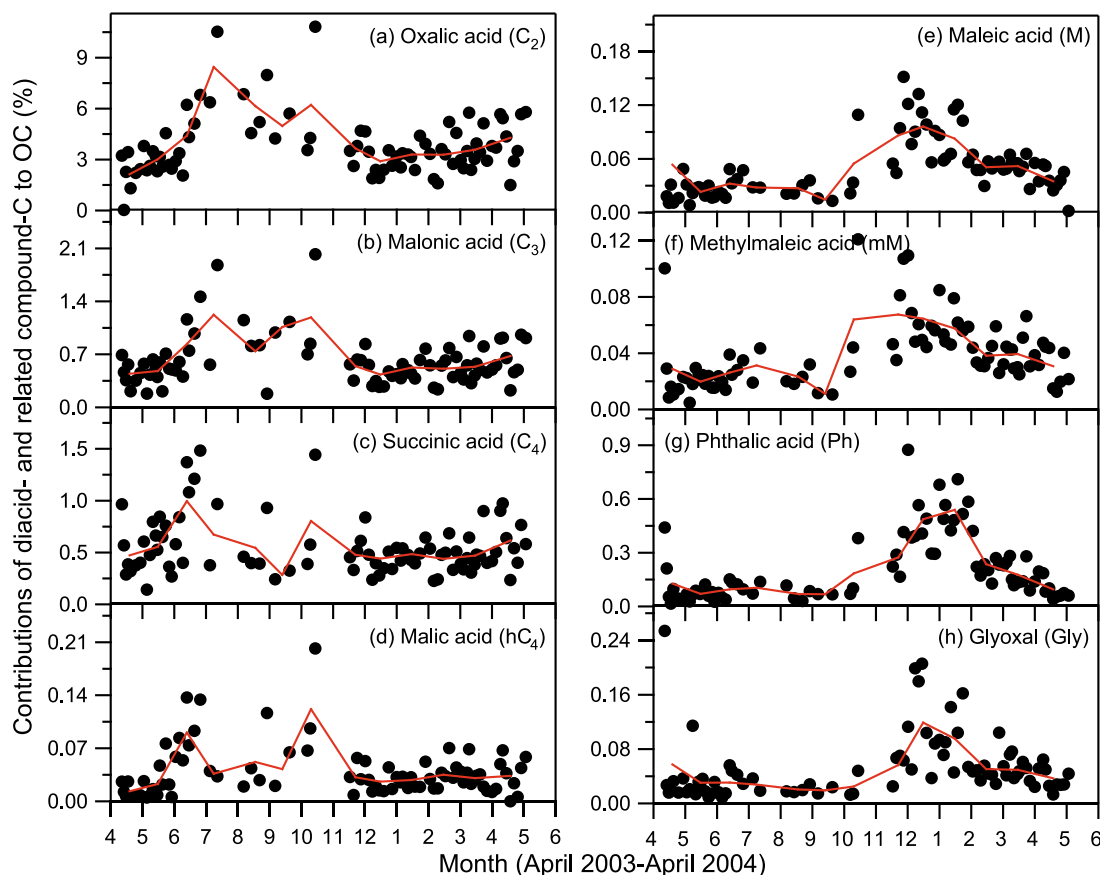 Contributions of diacid- and related compound-C to OC (%)
(a) Oxalic acid (C2)
9
6
3
0
(b) Malonic acid (C3)
2.1
1.4
0.7
0.0
(c) Succinic acid (C4)
1.5
1.0
0.5
0.0
(d) Malic acid (hC4)
0.21
0.14
0.07
0.00
4 5 6 7 8 9 10 11 12 1 2 3 4 5 6
(e) Maleic acid (M)
0.18
0.12
0.06
0.00
(f) Methylmaleic acid (mM)
0.12
0.08
0.04
0.00
(g) Phthalic acid (Ph)
0.9
0.6
0.3
0.0
(h) Glyoxal (Gly)
0.24
0.16
0.08
0.00
4 5 6 7 8 9 10 11 12 1 2 3 4 5 6
Month (April 2003-April 2004)